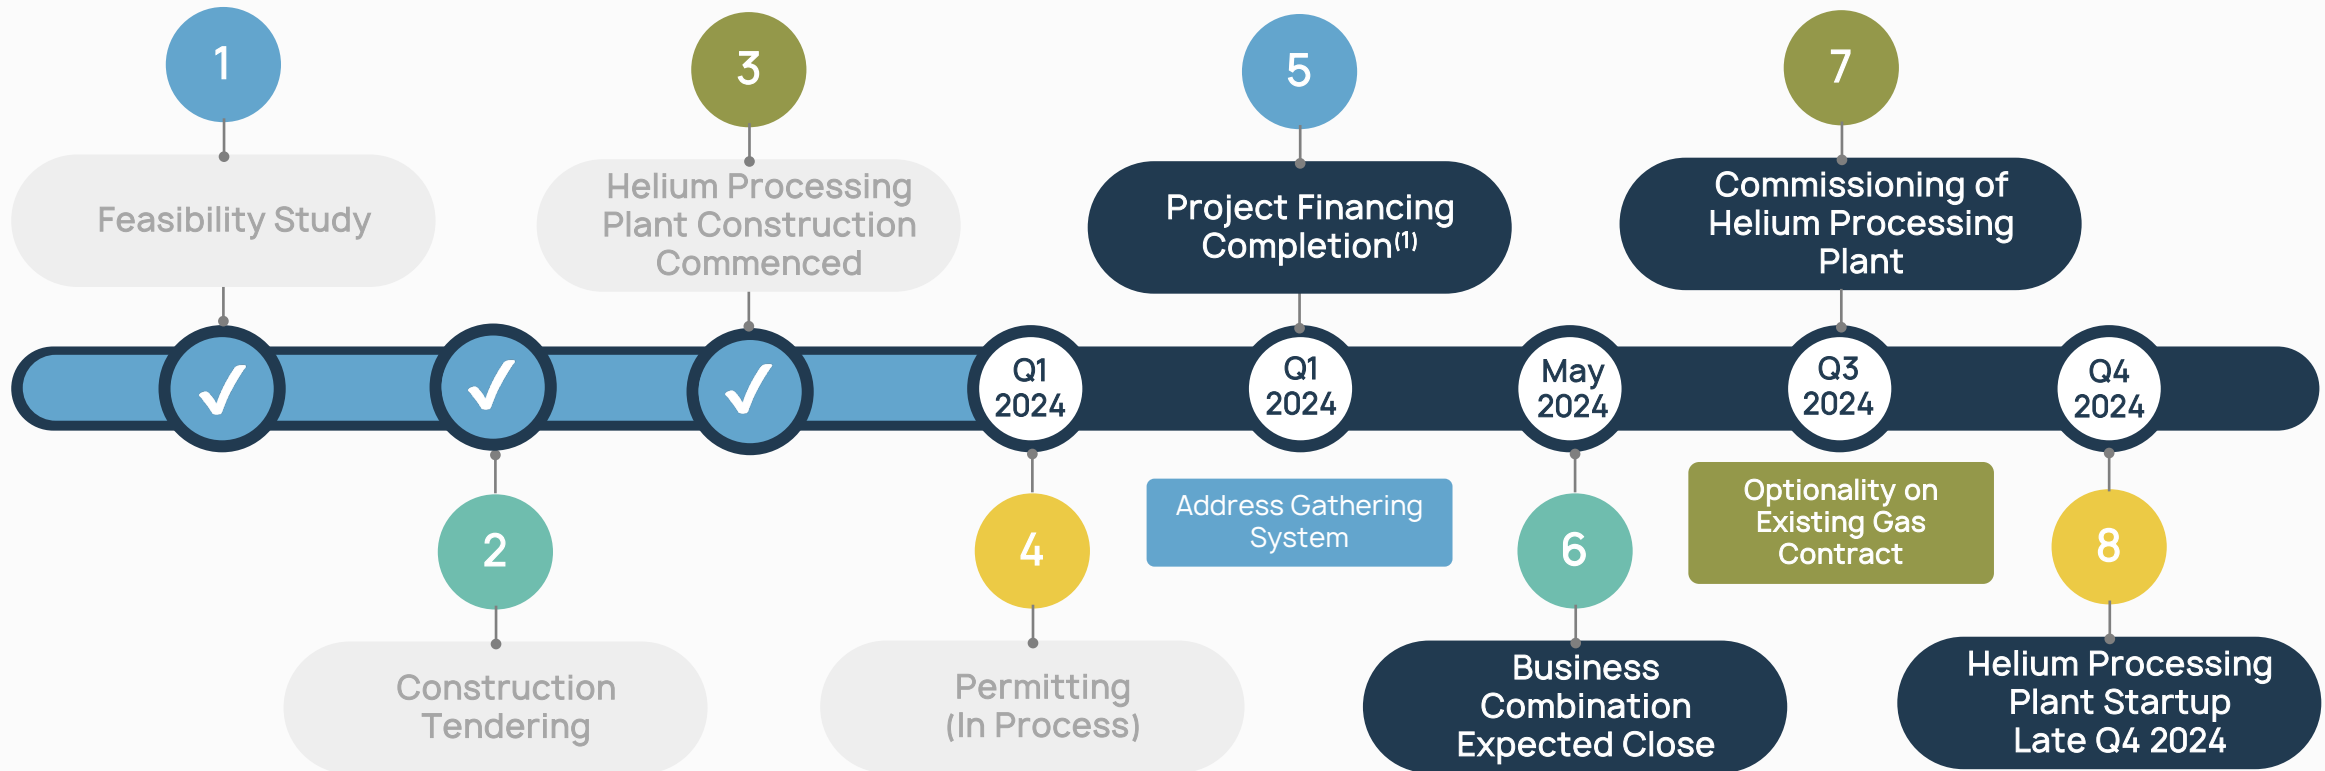 1
Feasibility Study
3
Helium Processing
Plant Construction
Commenced
5
Project Financing
Completion(1)
7
Commissioning of
Helium Processing
Plant
Q1
2024
Q1
2024
May
2024
Q3
2024
Q4
2024
2
Construction
Tendering
4
Permitting
(In Process)
Address Gathering
System
6
Business
Combination
Expected Close
Optionality on
Existing Gas
Contract
8
Helium Processing
Plant Startup
Late Q4 2024